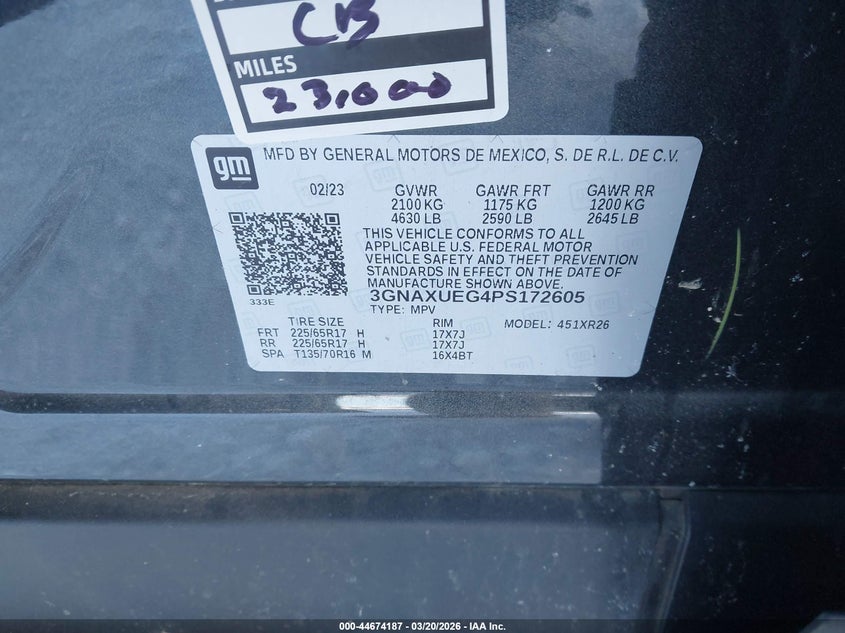 CB
MILES
23,000
gm
MFD BY GENERAL MOTORS DE MEXICO, S. DE R.L. DE C.V.
02/23 GVWR GAWR FRT GAWR RR
2100 KG 1175 KG 1200 KG
4630 LB 2590 LB 2645 LB
THIS VEHICLE CONFORMS TO ALL
APPLICABLE U.S. FEDERAL MOTOR
VEHICLE SAFETY AND THEFT PREVENTION
STANDARDS IN EFFECT ON THE DATE OF
MANUFACTURE SHOWN ABOVE.
333E
3GNAXUEG4PS172605
TYPE: MPV
TIRE SIZE RIM MODEL: 451XR26
FRT 225/65R17 H 17X7J
RR 225/65R17 H 17X7J
SPA T135/70R16 M 16X4BT
000-44674187 — 03/20/2026 — IAA Inc.